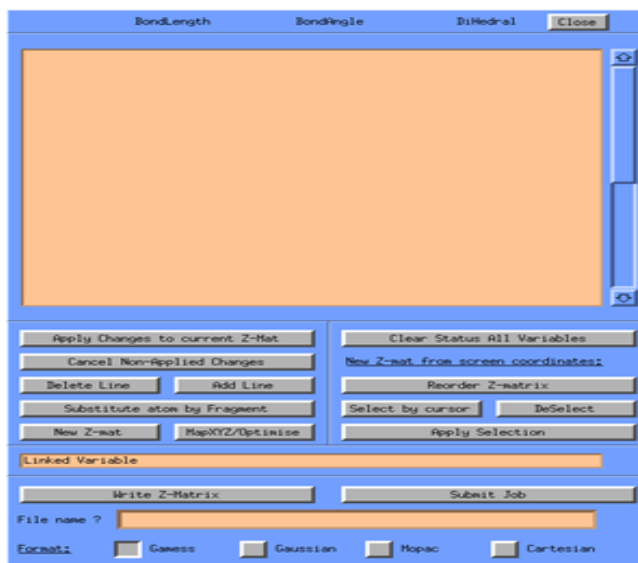 BondLength BondAngle DiHedral Close
Apply Changes to current Z-Mat Clear Status All Variables
Cancel Non-Applied Changes New Z-mat from screen coordinates:
Delete Line Add Line Reorder Z-matrix
Substitute atom by Fragment Select by cursor DeSelect
New Z-mat MapXYZ/Optimise Apply Selection
Linked Variable
Write Z-Matrix Submit Job
File name ?
Format: Gamess Gaussian Mopac Cartesian